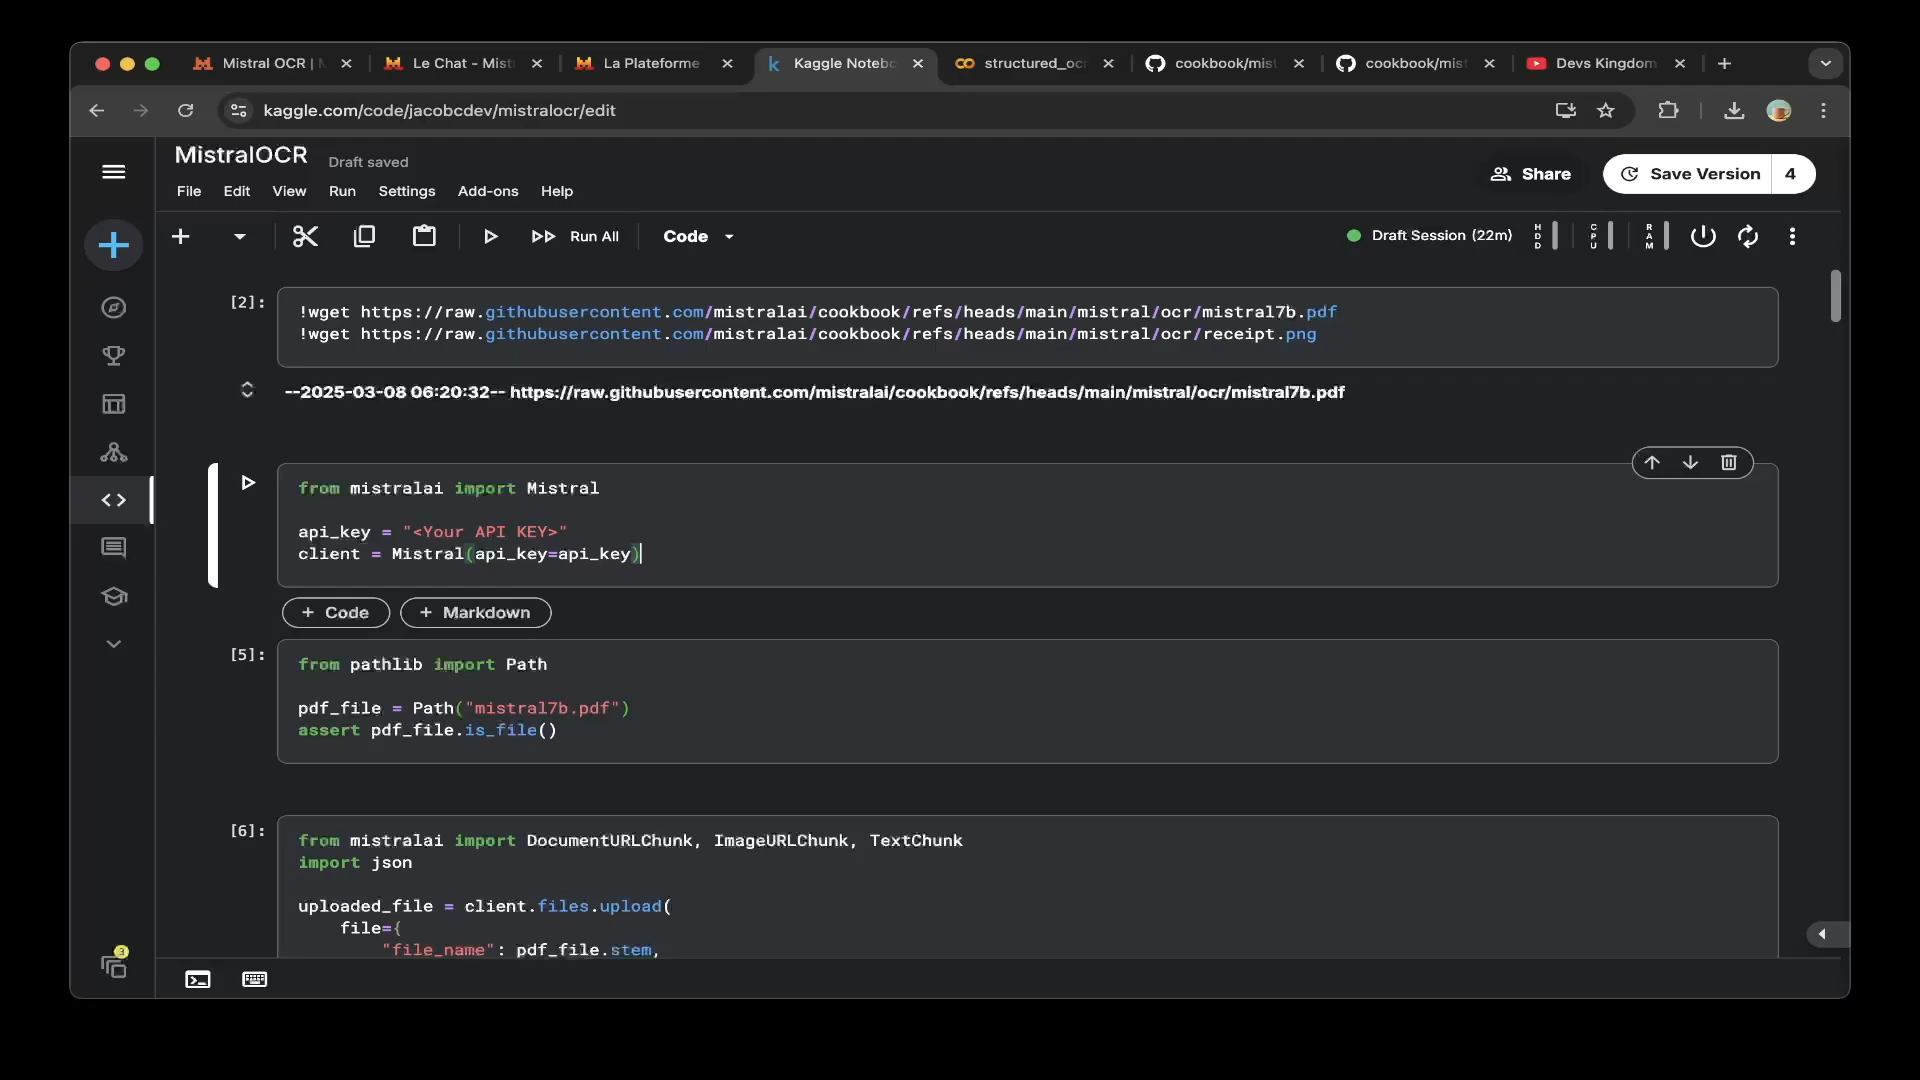 Mistral OCR |
Le Chat - Mist
La Plateforme
Kaggle Notebo
structured_oc
cookbook/mist
cookbook/mist
Devs Kingdom
kaggle.com/code/jacobcdev/mistralocr/edit
MistralOCR
Draft saved
File Edit View Run Settings Add-ons Help
Share
Save Version 4
Run All
Code
Draft Session (22m)
HDD
CPU
RAM
[2]:
!wget https://raw.githubusercontent.com/mistralai/cookbook/refs/heads/main/mistral/ocr/mistral7b.pdf
!wget https://raw.githubusercontent.com/mistralai/cookbook/refs/heads/main/mistral/ocr/receipt.png
--2025-03-08 06:20:32-- https://raw.githubusercontent.com/mistralai/cookbook/refs/heads/main/mistral/ocr/mistral7b.pdf
from mistralai import Mistral
api_key = "<Your API KEY>"
client = Mistral(api_key=api_key)
+ Code
+ Markdown
[5]:
from pathlib import Path
pdf_file = Path("mistral7b.pdf")
assert pdf_file.is_file()
[6]:
from mistralai import DocumentURLChunk, ImageURLChunk, TextChunk
import json
uploaded_file = client.files.upload(
file={
"file_name": pdf_file.stem,
3